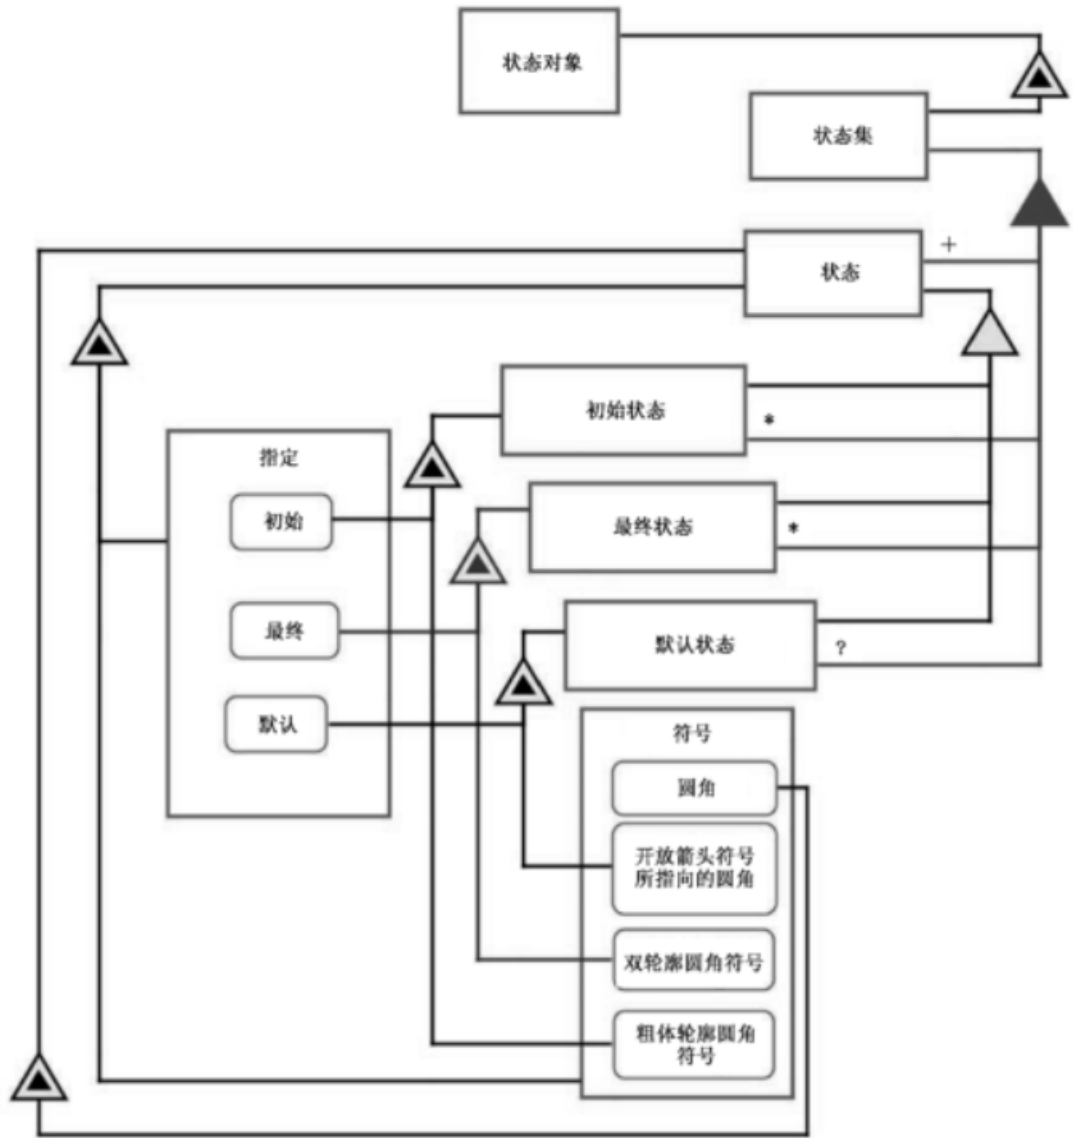 状态对象
状态集
+
状态
初始状态
*
指定
初始
最终状态
*
最终
默认状态
?
默认
符号
圆角
开放箭头符号
所指向的圆角
双轮廓圆角符号
粗体轮廓圆角
符号